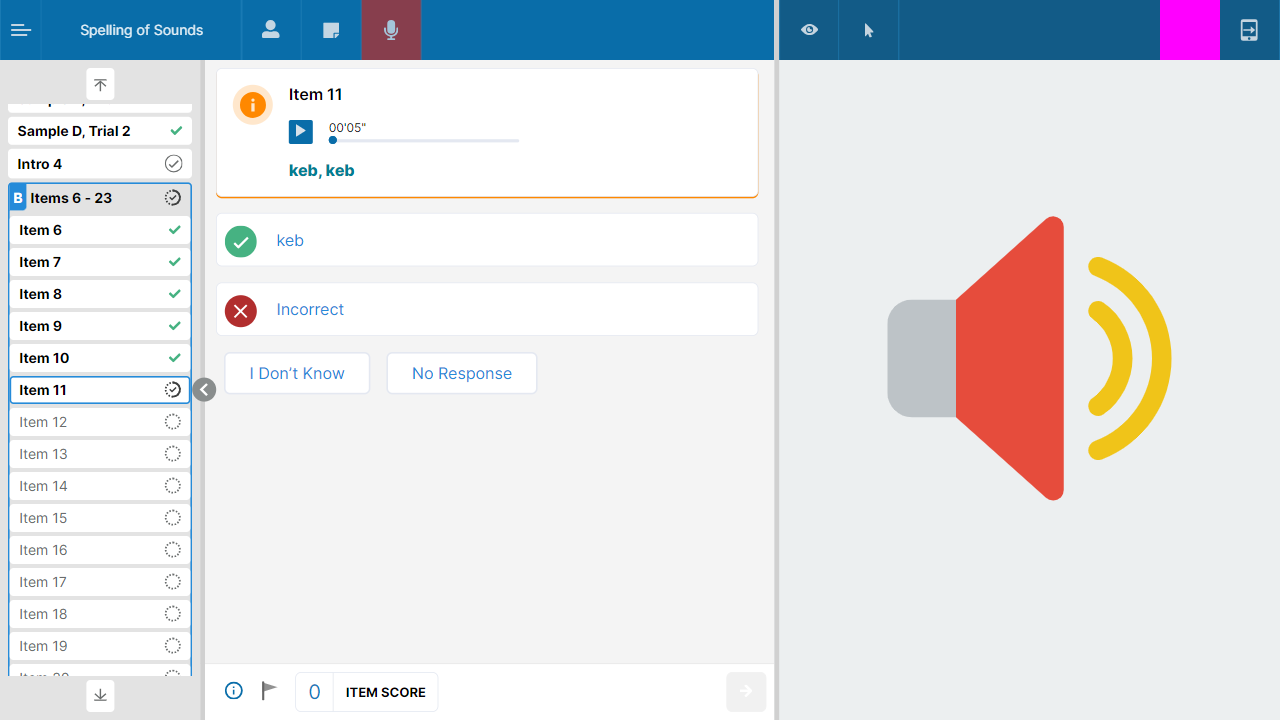 Spelling of Sounds
Sample D, Trial 2
Intro 4
B Items 6 - 23
Item 6
Item 7
Item 8
Item 9
Item 10
Item 11
Item 12
Item 13
Item 14
Item 15
Item 16
Item 17
Item 18
Item 19
Item 11
00'05"
keb, keb
keb
Incorrect
I Don't Know
No Response
0 ITEM SCORE